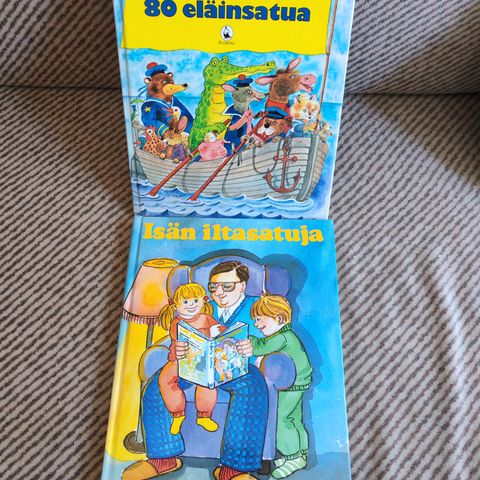 80 eläinsatua
Isän iltasatuja